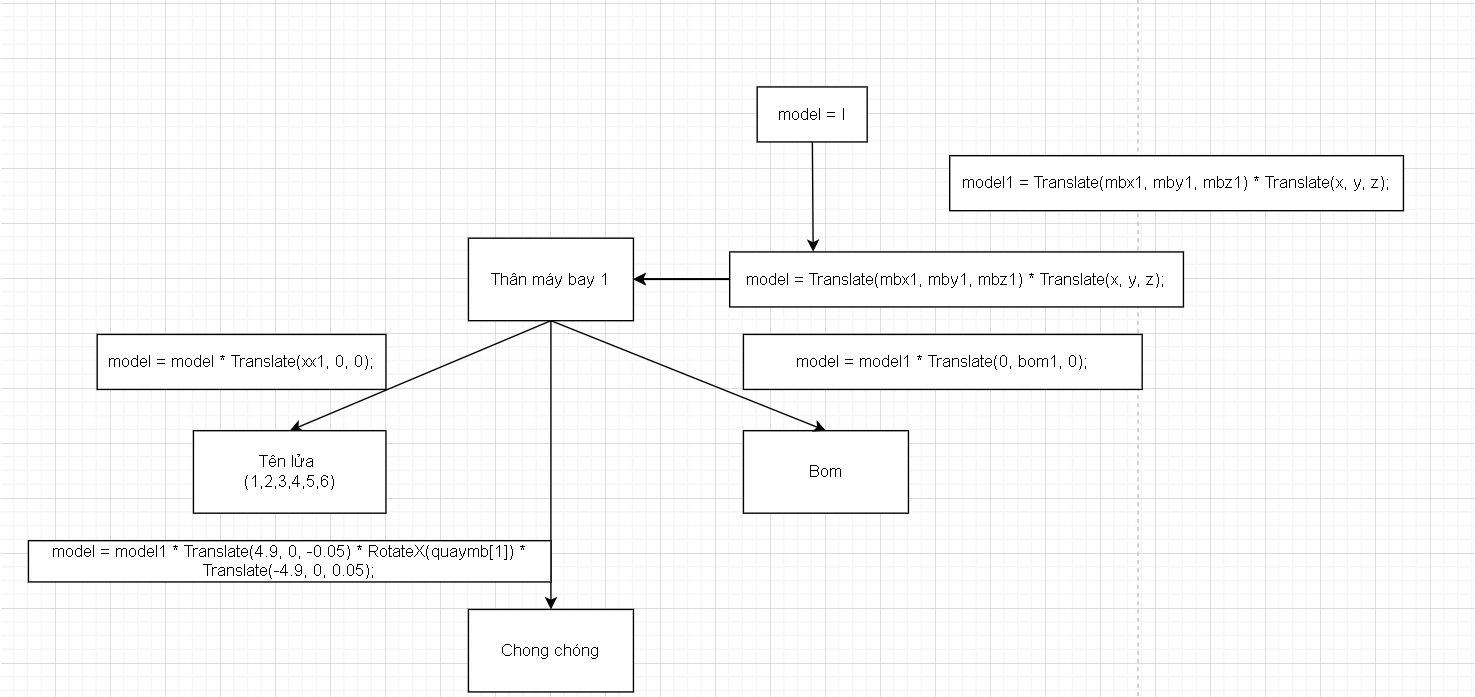 model = I
model1 = Translate(mbx1, mby1, mbz1) * Translate(x, y, z);
Thân máy bay 1
model = Translate(mbx1, mby1, mbz1) * Translate(x, y, z);
model = model * Translate(xx1, 0, 0);
model = model1 * Translate(0, bom1, 0);
Tên lửa
(1,2,3,4,5,6)
Bom
model = model1 * Translate(4.9, 0, -0.05) * RotateX(quaymb[1]) *
Translate(-4.9, 0, 0.05);
Chong chóng